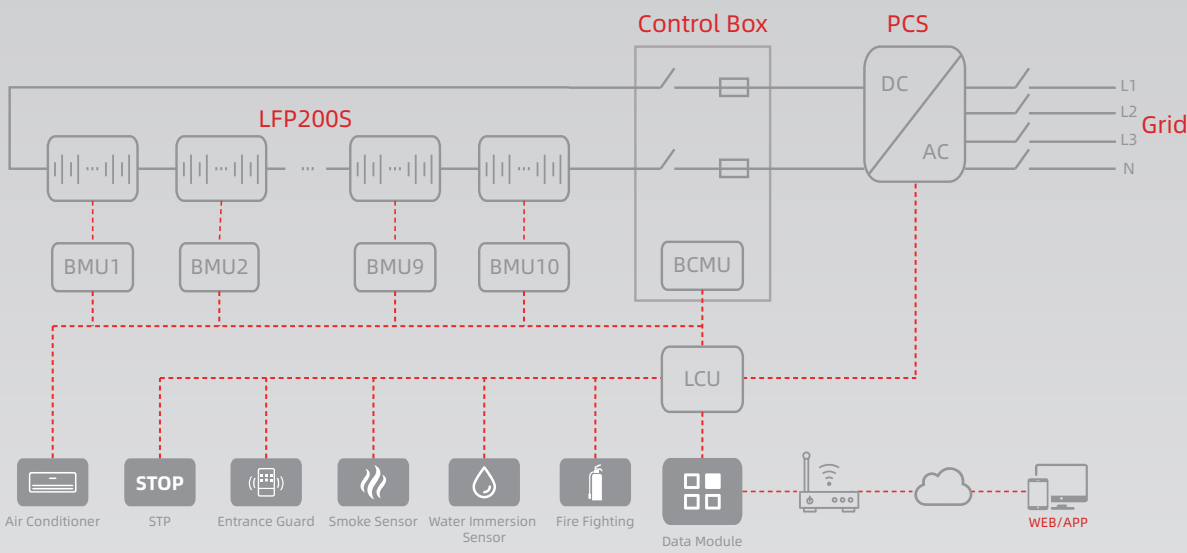 Control Box
PCS
LFP200S
DC
AC
L1
L2
L3
N
Grid
BMU1
BMU2
...
BMU9
BMU10
BCMU
LCU
STOP
Air Conditioner
STP
Entrance Guard
Smoke Sensor
Water Immersion
Sensor
Fire Fighting
Data Module
WEB/APP